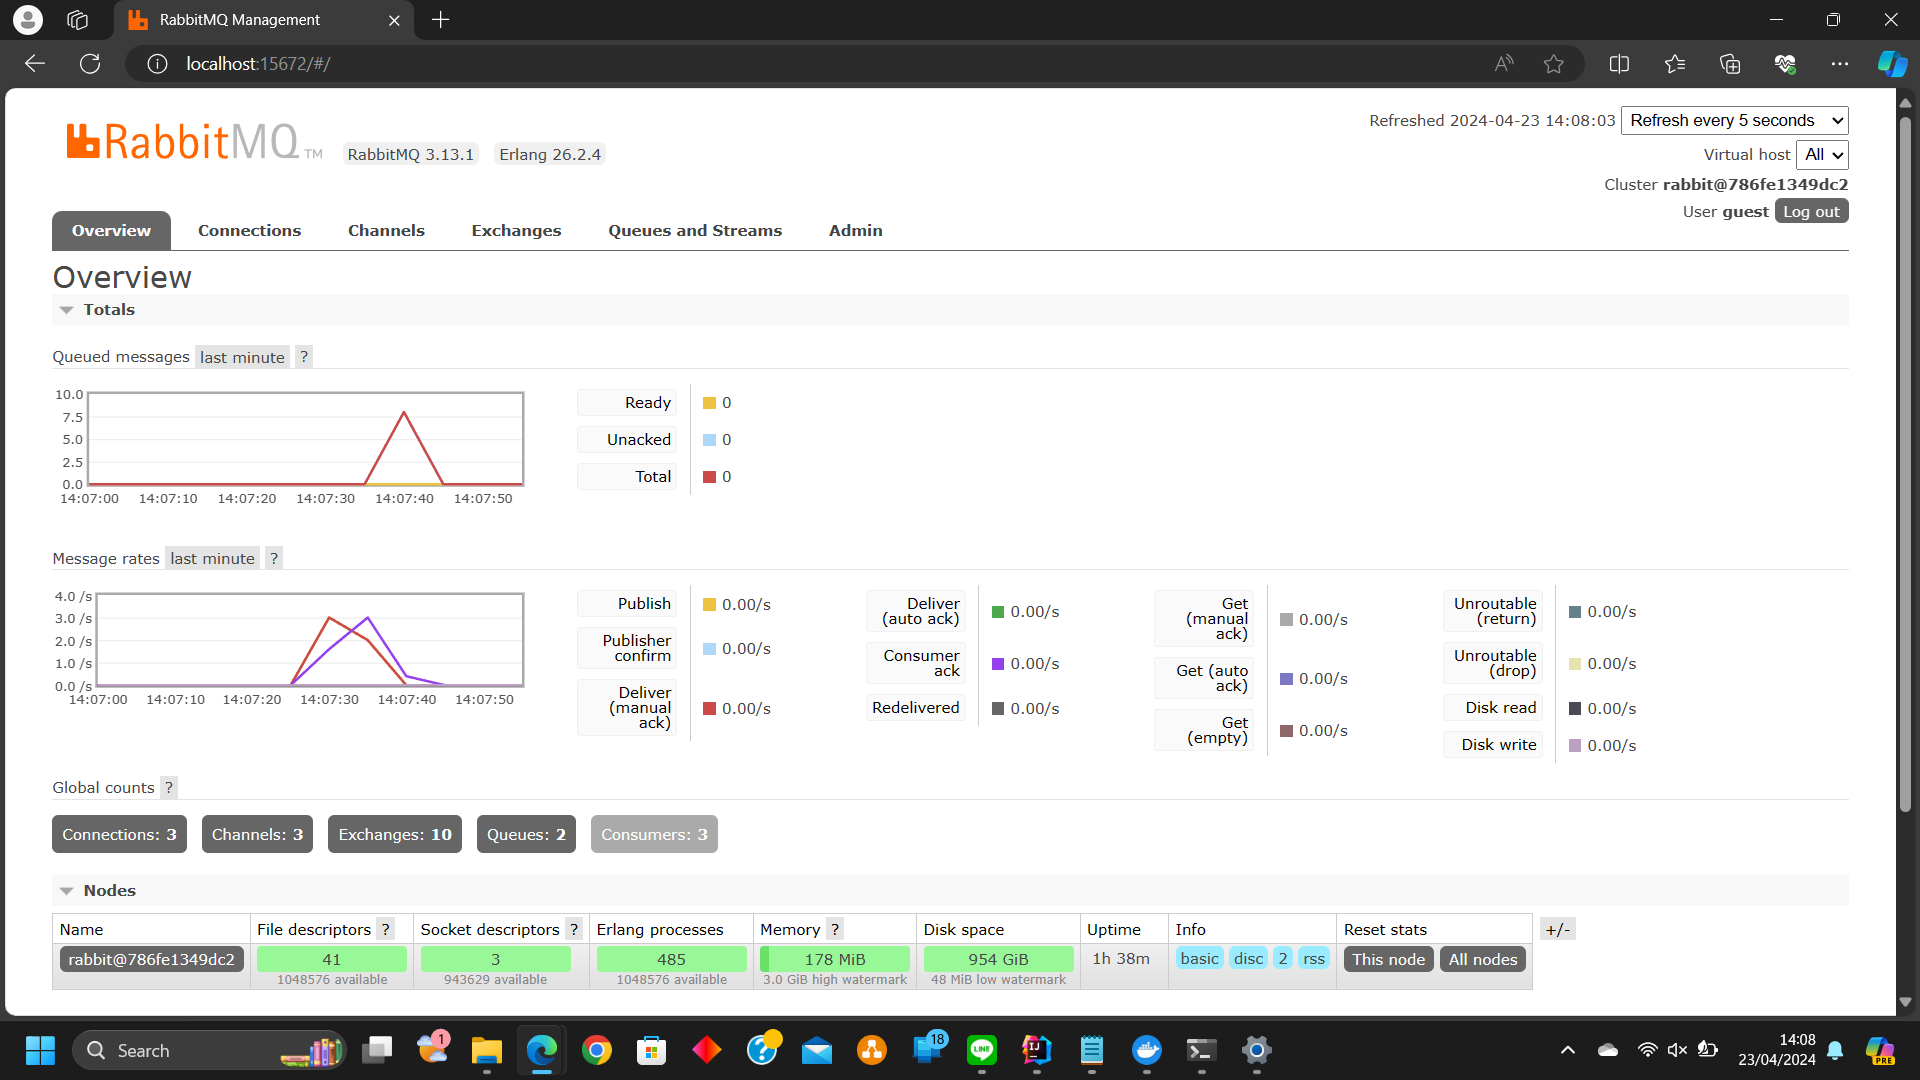 RabbitMQ Management
localhost:15672/#/
RabbitMQ TM
RabbitMQ 3.13.1 Erlang 26.2.4
Refreshed 2024-04-23 14:08:03 Refresh every 5 seconds
Virtual host All
Cluster rabbit@786fe1349dc2
User guest Log out
Overview Connections Channels Exchanges Queues and Streams Admin
Overview
Totals
Queued messages last minute ?
10.0
7.5
5.0
2.5
0.0
14:07:00 14:07:10 14:07:20 14:07:30 14:07:40 14:07:50
Ready 0
Unacked 0
Total 0
Message rates last minute ?
4.0 /s
3.0 /s
2.0 /s
1.0 /s
0.0 /s
14:07:00 14:07:10 14:07:20 14:07:30 14:07:40 14:07:50
Publish 0.00/s
Publisher
confirm 0.00/s
Deliver
(manual
ack) 0.00/s
Deliver
(auto ack) 0.00/s
Consumer
ack 0.00/s
Redelivered 0.00/s
Get
(manual
ack) 0.00/s
Get (auto
ack) 0.00/s
Get
(empty) 0.00/s
Unroutable
(return) 0.00/s
Unroutable
(drop) 0.00/s
Disk read 0.00/s
Disk write 0.00/s
Global counts ?
Connections: 3 Channels: 3 Exchanges: 10 Queues: 2 Consumers: 3
Nodes
Name File descriptors ? Socket descriptors ? Erlang processes Memory ? Disk space Uptime Info Reset stats +/-
rabbit@786fe1349dc2 41 3 485 178 MiB 954 GiB 1h 38m basic disc 2 rss This node All nodes
1048576 available 943629 available 1048576 available 3.0 GiB high watermark 48 MiB low watermark
Search
1
18
LINE
IJ
PRE
14:08
23/04/2024